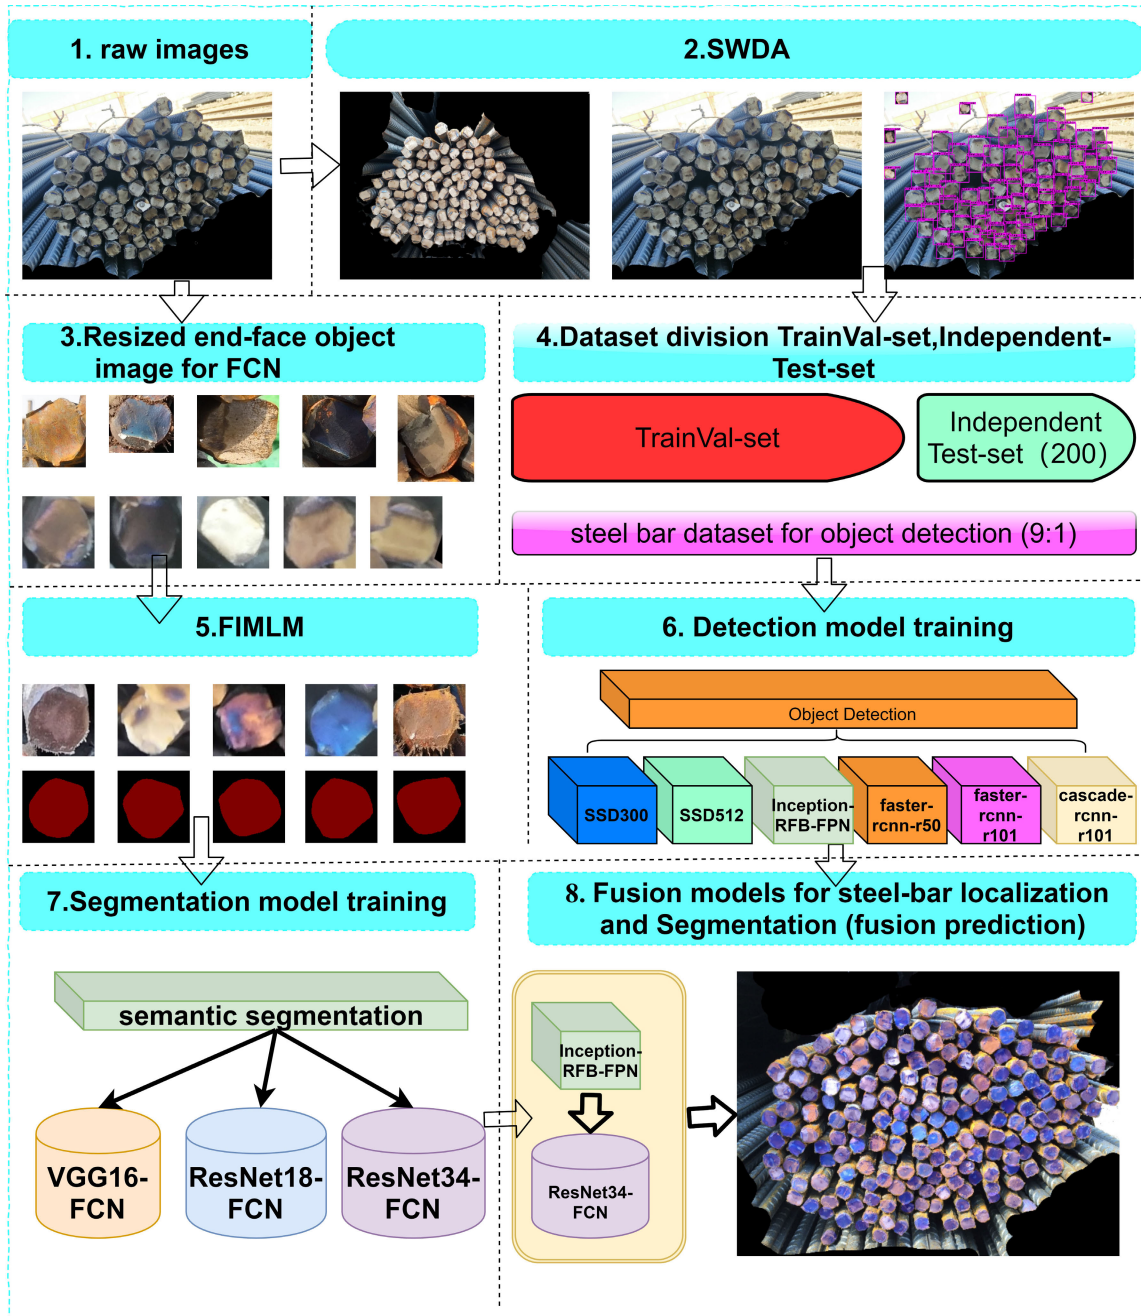 1. raw images
2.SWDA
3.Resized end-face object
image for FCN
4.Dataset division TrainVal-set,Independent-
Test-set
TrainVal-set
Independent
Test-set（200）
steel bar dataset for object detection (9:1)
5.FIMLM
6. Detection model training
Object Detection
SSD300
SSD512
Inception-
RFB-FPN
faster-
rcnn-r50
faster-
rcnn-
r101
cascade-
rcnn-
r101
7.Segmentation model training
semantic segmentation
VGG16-
FCN
ResNet18-
FCN
ResNet34-
FCN
8. Fusion models for steel-bar localization
and Segmentation (fusion prediction)
Inception-
RFB-FPN
ResNet34-
FCN